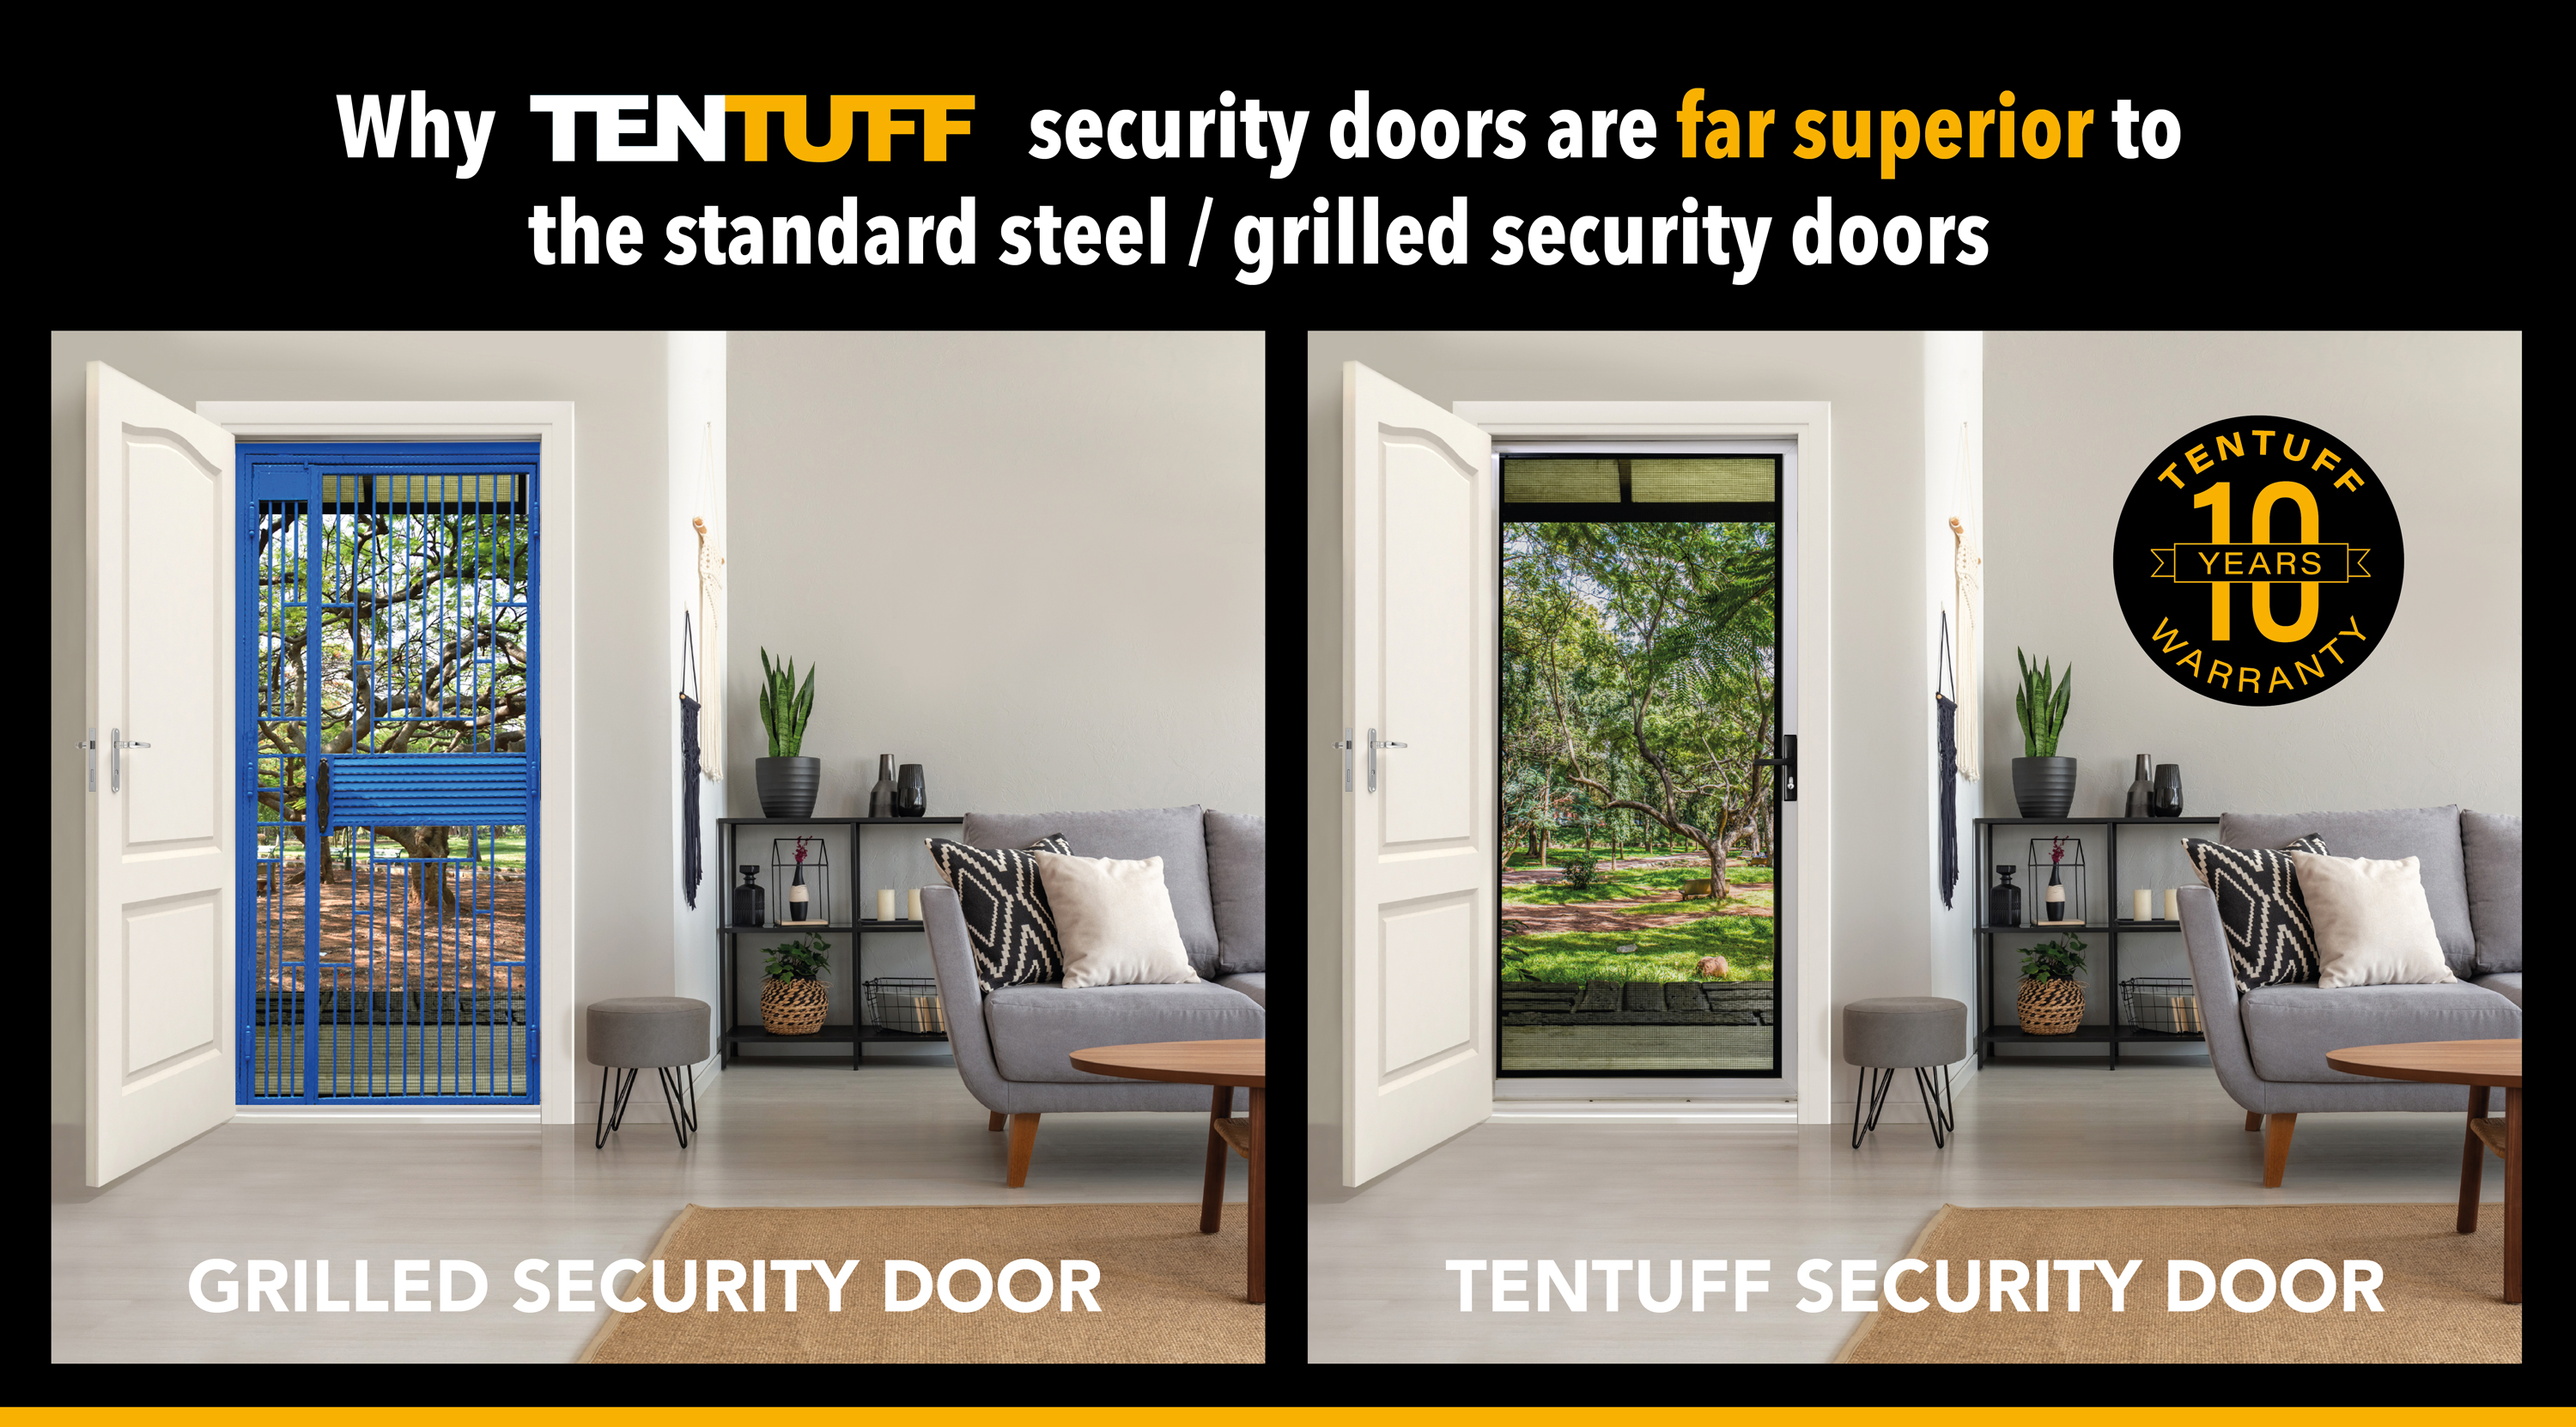 Why TENTUFF security doors are far superior to
the standard steel / grilled security doors
TENTUFF
10
YEARS
WARRANTY
GRILLED SECURITY DOOR
TENTUFF SECURITY DOOR